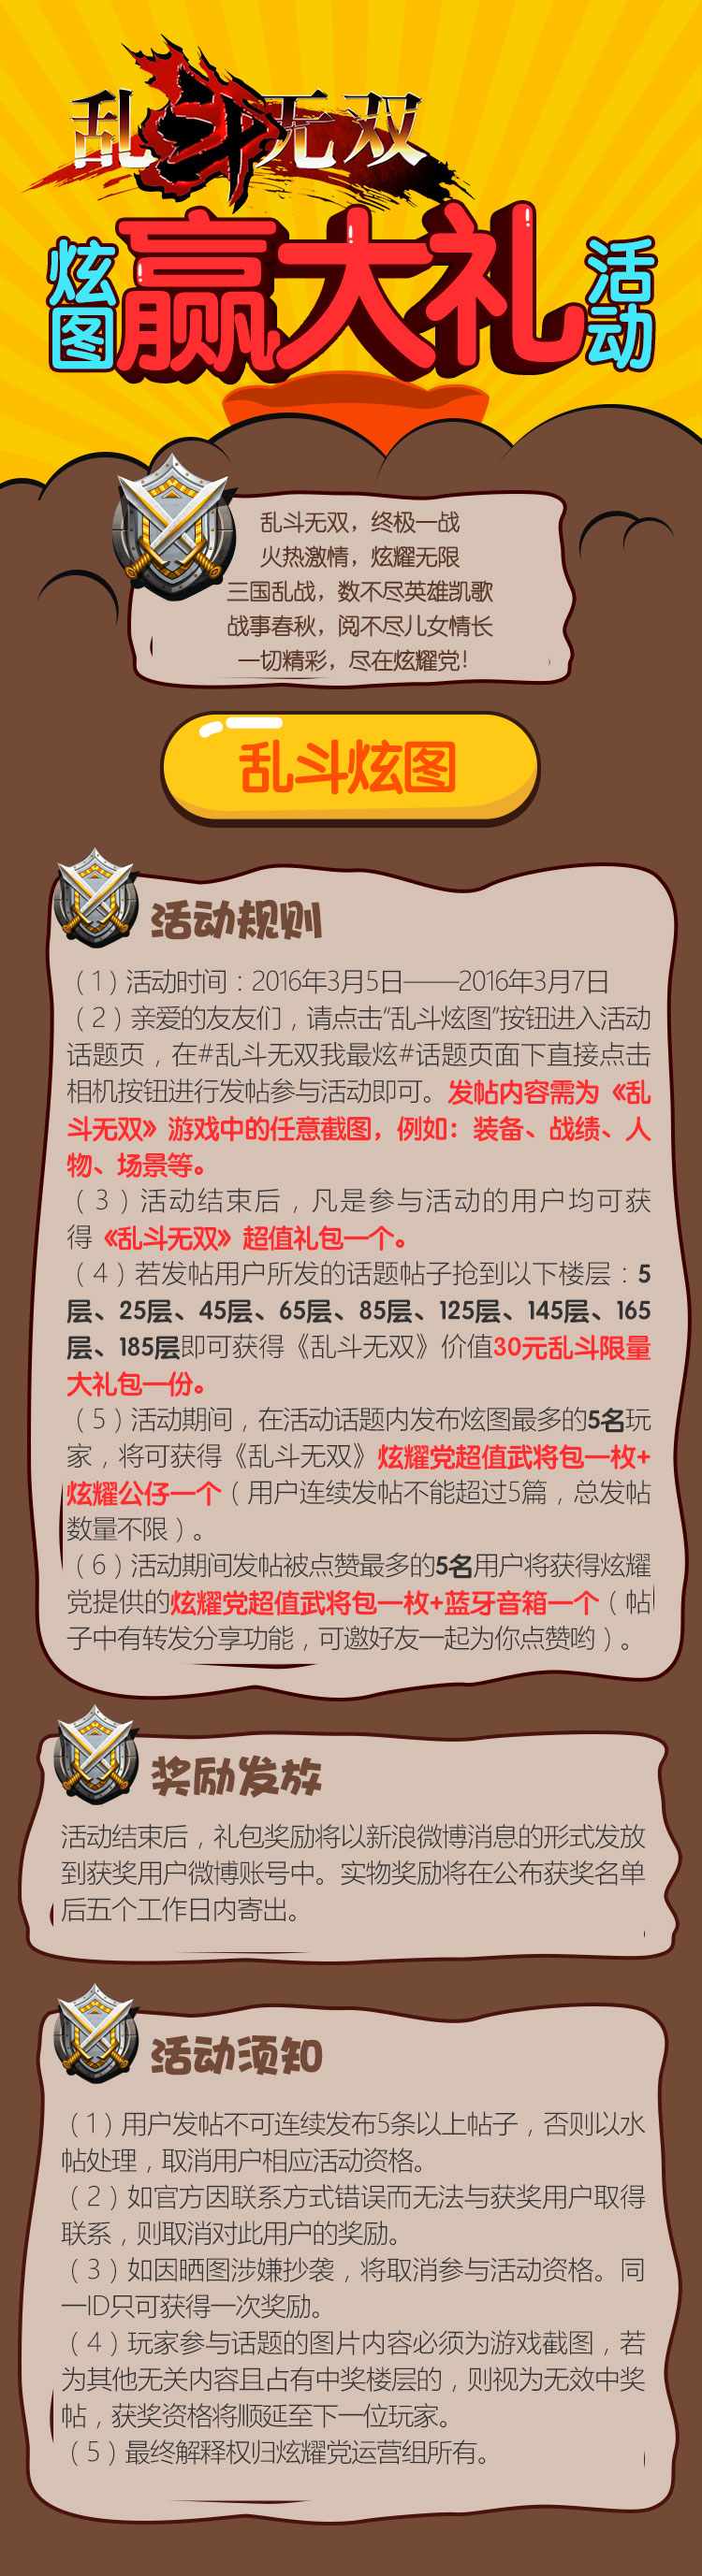 乱斗无双
炫图赢大礼活动
乱斗无双，终极一战
火热激情，炫耀无限
三国乱战，数不尽英雄凯歌
战事春秋，阅不尽儿女情长
一切精彩，尽在炫耀党！
乱斗炫图
活动规则
（1）活动时间：2016年3月5日——2016年3月7日
（2）亲爱的友友们，请点击“乱斗炫图”按钮进入活动
话题页，在#乱斗无双我最炫#话题页面下直接点击
相机按钮进行发帖参与活动即可。发帖内容需为《乱
斗无双》游戏中的任意截图，例如：装备、战绩、人
物、场景等。
（3）活动结束后，凡是参与活动的用户均可获
得《乱斗无双》超值礼包一个。
（4）若发帖用户所发的话题帖子抢到以下楼层：5
层、25层、45层、65层、85层、125层、145层、165
层、185层即可获得《乱斗无双》价值30元乱斗限量
大礼包一份。
（5）活动期间，在活动话题内发布炫图最多的5名玩
家，将可获得《乱斗无双》炫耀党超值武将包一枚+
炫耀公仔一个（用户连续发帖不能超过5篇，总发帖
数量不限）。
（6）活动期间发帖被点赞最多的5名用户将获得炫耀
党提供的炫耀党超值武将包一枚+蓝牙音箱一个（帖
子中有转发分享功能，可邀好友一起为你点赞哟）。
奖励发放
活动结束后，礼包奖励将以新浪微博消息的形式发放
到获奖用户微博账号中。实物奖励将在公布获奖名单
后五个工作日内寄出。
活动须知
（1）用户发帖不可连续发布5条以上帖子，否则以水
帖处理，取消用户相应活动资格。
（2）如官方因联系方式错误而无法与获奖用户取得
联系，则取消对此用户的奖励。
（3）如因晒图涉嫌抄袭，将取消参与活动资格。同
一ID只可获得一次奖励。
（4）玩家参与话题的图片内容必须为游戏截图，若
为其他无关内容且占有中奖楼层的，则视为无效中奖
帖，获奖资格将顺延至下一位玩家。
（5）最终解释权归炫耀党运营组所有。